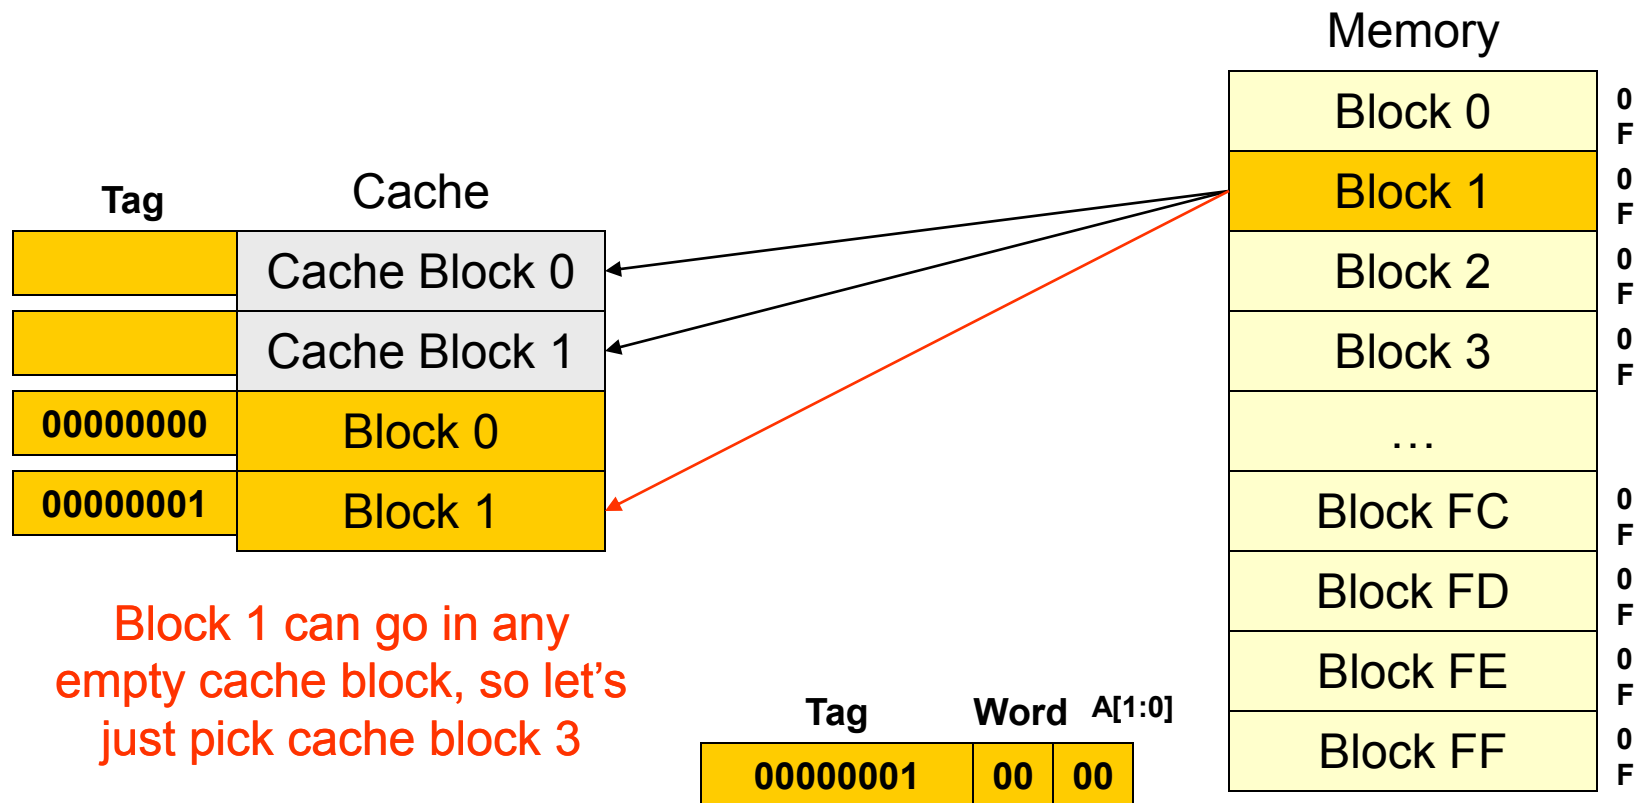 Memory
Block 0
0
F
Block 1
0
F
Block 2
0
F
Block 3
0
F
…
Block FC
0
F
Block FD
0
F
Block FE
0
F
Block FF
0
F
Tag Cache
Cache Block 0
Cache Block 1
00000000 Block 0
00000001 Block 1
Block 1 can go in any
empty cache block, so let’s
just pick cache block 3
Tag Word A[1:0]
00000001 00 00